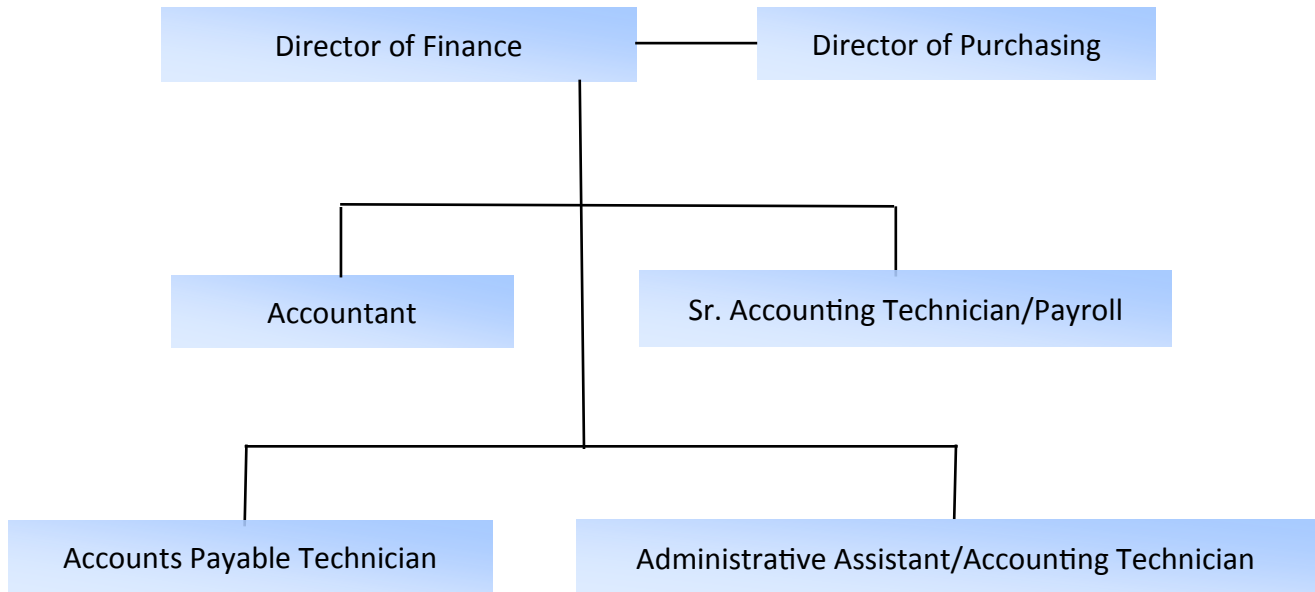 Director of Finance
Director of Purchasing
Accountant
Sr. Accounting Technician/Payroll
Accounts Payable Technician
Administrative Assistant/Accounting Technician